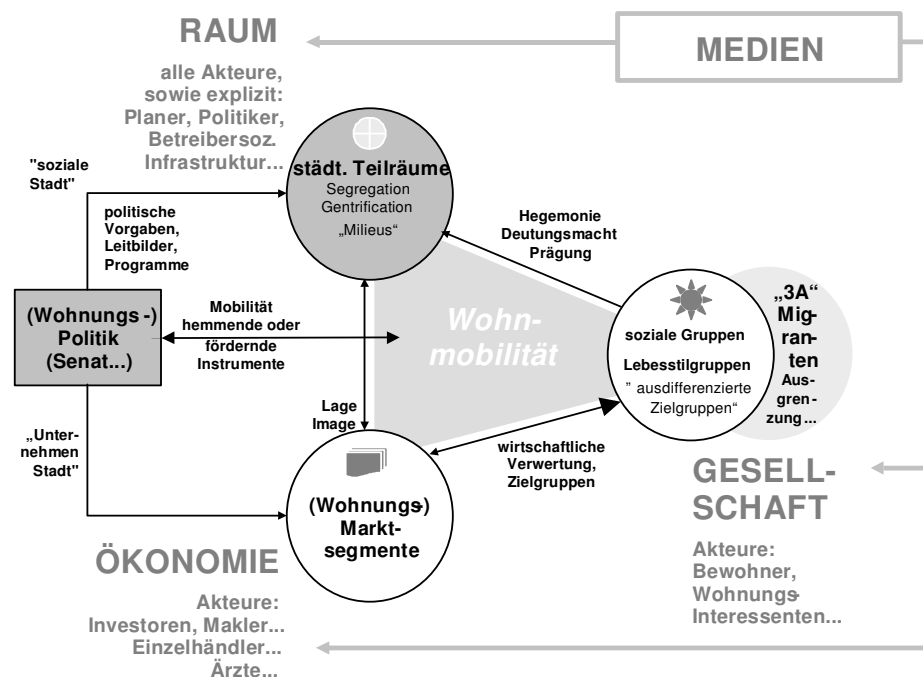 RAUM
MEDIEN
alle Akteure,
sowie explizit:
Planer, Politiker,
Betreibersoz.
Infrastruktur...
"soziale
Stadt"
städt. Teilräume
Segregation
Gentrification
„Milieus“
politische
Vorgaben,
Leitbilder,
Programme
Hegemonie
Deutungsmacht
Prägung
(Wohnungs -)
Politik
(Senat...)
Mobilität
hemmende oder
fördernde
Instrumente
Wohn-
mobilität
soziale Gruppen
Lebesstilgruppen
" ausdifferenzierte
Zielgruppen“
„3A“
Mig-
ran-
ten
Aus-
gren-
zung...
„Unter-
nehmen
Stadt"
Lage
Image
wirtschaftliche
Verwertung,
Zielgruppen
(Wohnungs-)
Markt-
segmente
GESELL-
SCHAFT
Akteure:
Bewohner,
Wohnungs-
Interessenten...
ÖKONOMIE
Akteure:
Investoren, Makler...
Einzelhändler...
Ärzte...